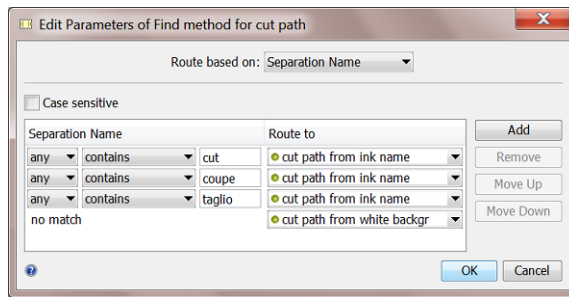 Edit Parameters of Find method for cut path
Route based on: Separation Name
Case sensitive
Separation Name Route to
any contains cut cut path from ink name
any contains coupe cut path from ink name
any contains taglio cut path from ink name
no match cut path from white backgr
Add
Remove
Move Up
Move Down
OK Cancel